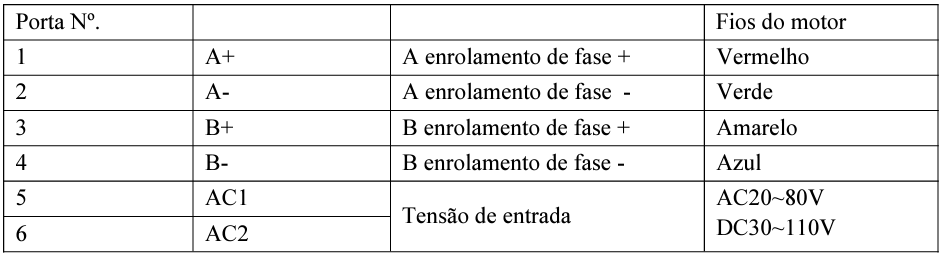 Porta Nº. Fios do motor
1 A+ A enrolamento de fase + Vermelho
2 A- A enrolamento de fase - Verde
3 B+ B enrolamento de fase + Amarelo
4 B- B enrolamento de fase - Azul
5 AC1 Tensão de entrada AC20~80V
6 AC2 DC30~110V